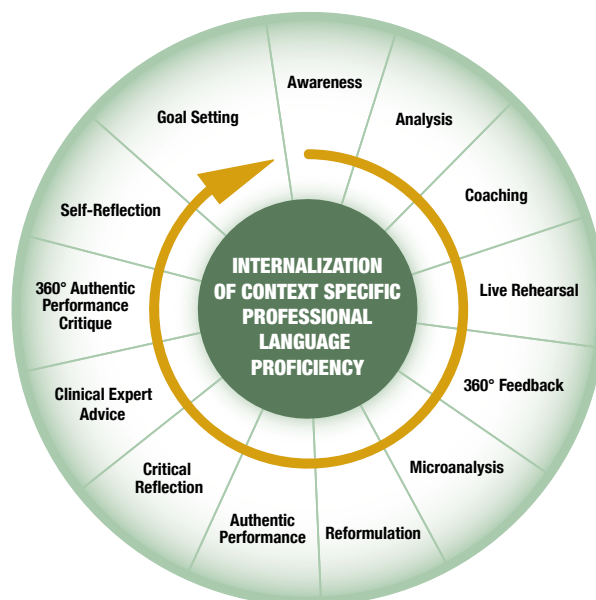 Awareness
Analysis
Coaching
Live Rehearsal
360° Feedback
Microanalysis
Reformulation
Authentic
Performance
Critical
Reflection
Clinical Expert
Advice
360° Authentic
Performance
Critique
Self-Reflection
Goal Setting
INTERNALIZATION
OF CONTEXT SPECIFIC
PROFESSIONAL
LANGUAGE
PROFICIENCY